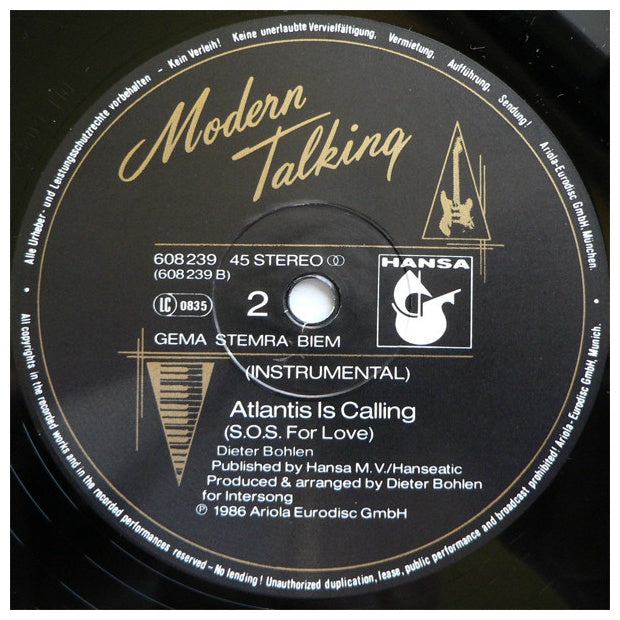 Alle Urheber- und Leistungsschutzrechte vorbehalten - Kein Verleih! Keine unerlaubte Vervielfältigung, Vermietung, Aufführung, Sendung! Ariola-Eurodisc GmbH, München.
Modern
Talking
608 239 45 STEREO
(608 239 B)
HANSA
LC 0835
2
GEMA STEMRA BIEM
(INSTRUMENTAL)
Atlantis Is Calling
(S.O.S. For Love)
Dieter Bohlen
Published by Hansa M. V./Hanseatic
Produced & arranged by Dieter Bohlen
for Intersong
℗ 1986 Ariola Eurodisc GmbH
All copyrights in the recorded works and in the recorded performances reserved - No lending! Unauthorized duplication, lease, public performance and broadcast prohibited! Ariola-Eurodisc GmbH, Munich.